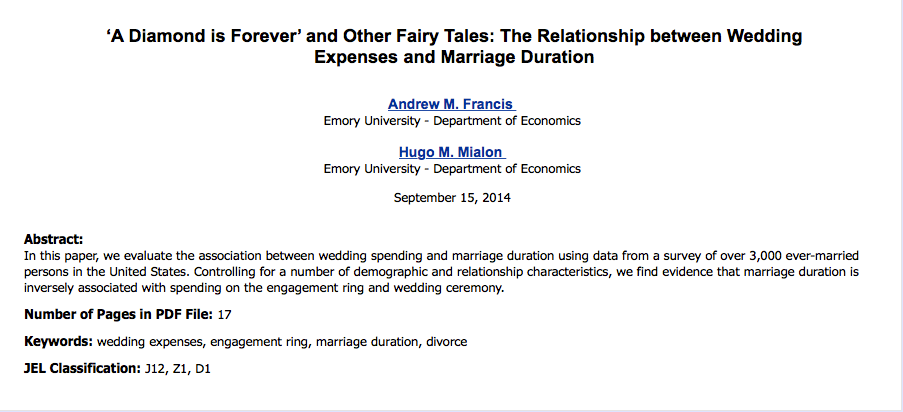 ‘A Diamond is Forever’ and Other Fairy Tales: The Relationship between Wedding
Expenses and Marriage Duration
Andrew M. Francis
Emory University - Department of Economics
Hugo M. Mialon
Emory University - Department of Economics
September 15, 2014
Abstract:
In this paper, we evaluate the association between wedding spending and marriage duration using data from a survey of over 3,000 ever-married
persons in the United States. Controlling for a number of demographic and relationship characteristics, we find evidence that marriage duration is
inversely associated with spending on the engagement ring and wedding ceremony.
Number of Pages in PDF File: 17
Keywords: wedding expenses, engagement ring, marriage duration, divorce
JEL Classification: J12, Z1, D1